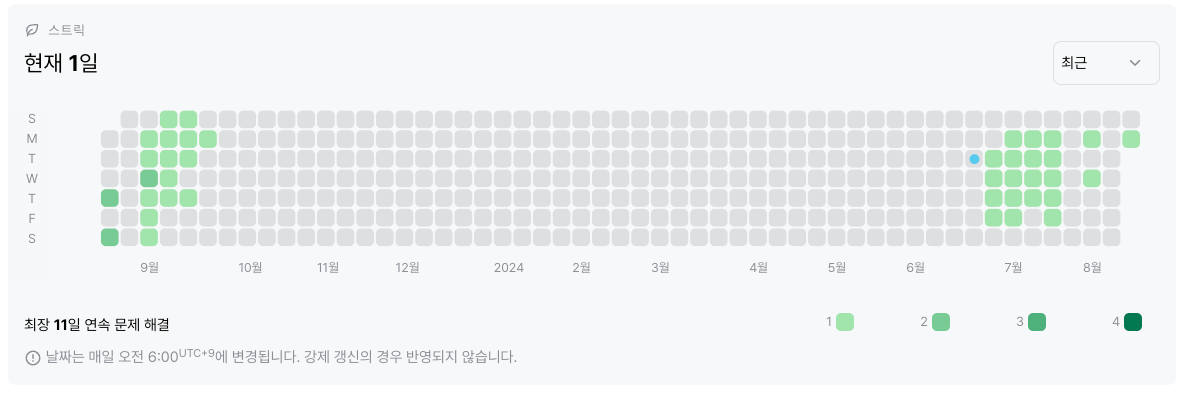 스트릭
현재 1일
최근
S
M
T
W
T
F
S
9월 10월 11월 12월 2024 2월 3월 4월 5월 6월 7월 8월
최장 11일 연속 문제 해결
1 2 3 4
날짜는 매일 오전 6:00UTC+9에 변경됩니다. 강제 갱신의 경우 반영되지 않습니다.